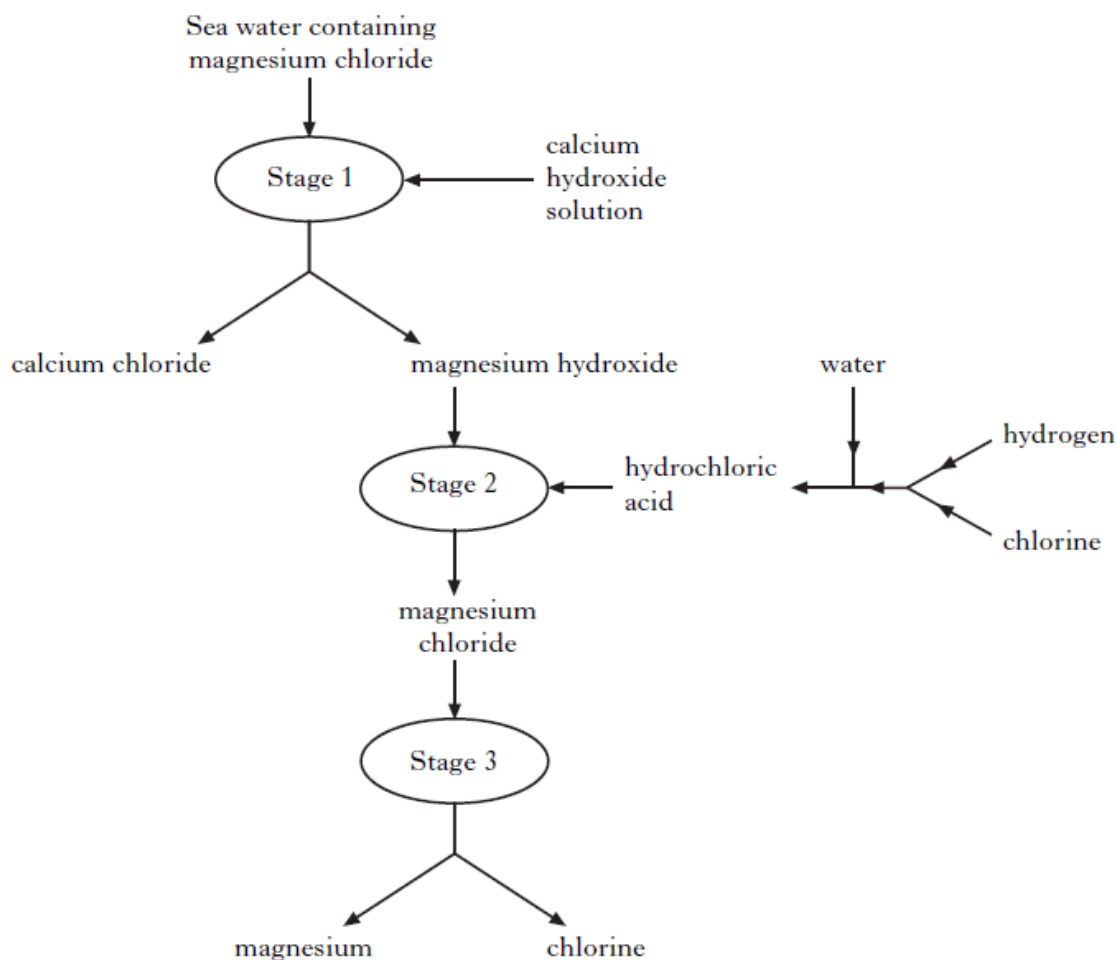 Sea water containing
magnesium chloride
Stage 1
calcium
hydroxide
solution
calcium chloride
magnesium hydroxide
water
hydrogen
Stage 2
hydrochloric
acid
chlorine
magnesium
chloride
Stage 3
magnesium
chlorine